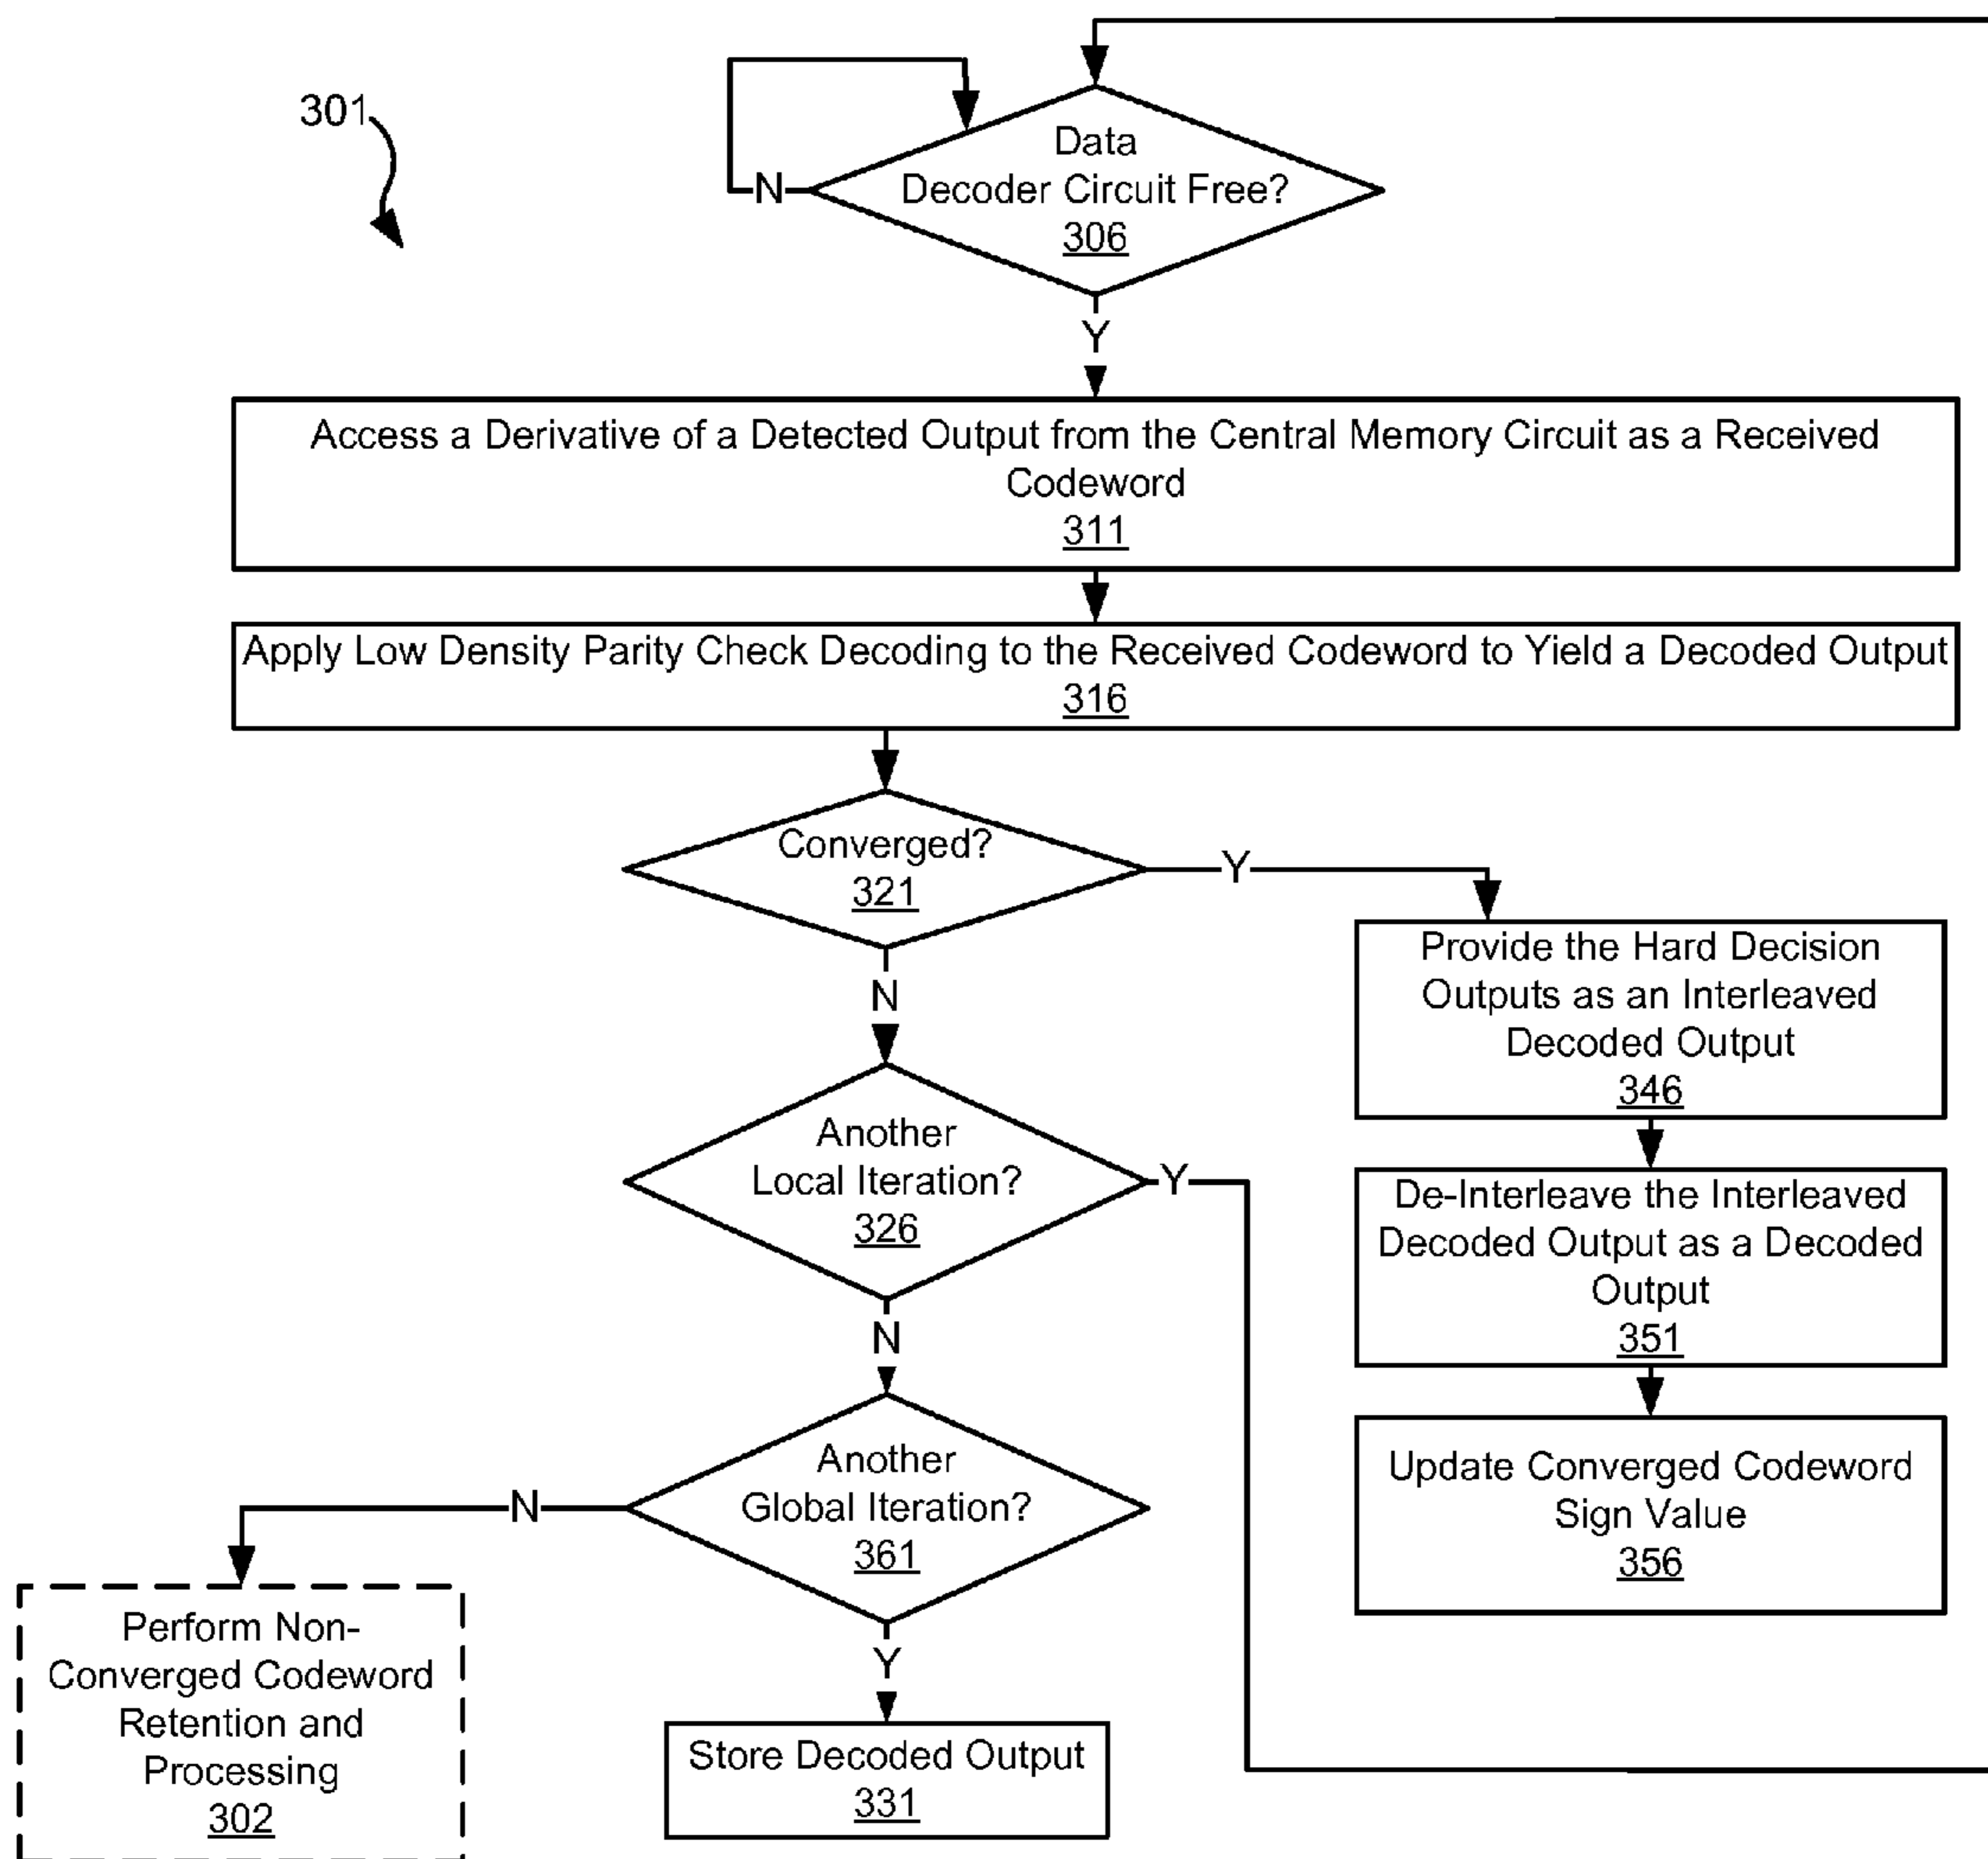 301
Data
Decoder Circuit Free?
306
N
Y
Access a Derivative of a Detected Output from the Central Memory Circuit as a Received
Codeword
311
Apply Low Density Parity Check Decoding to the Received Codeword to Yield a Decoded Output
316
Converged?
321
Y
N
Provide the Hard Decision
Outputs as an Interleaved
Decoded Output
346
Another
Local Iteration?
326
Y
N
De-Interleave the Interleaved
Decoded Output as a Decoded
Output
351
Another
Global Iteration?
361
N
Y
Update Converged Codeword
Sign Value
356
Perform Non-
Converged Codeword
Retention and
Processing
302
Store Decoded Output
331